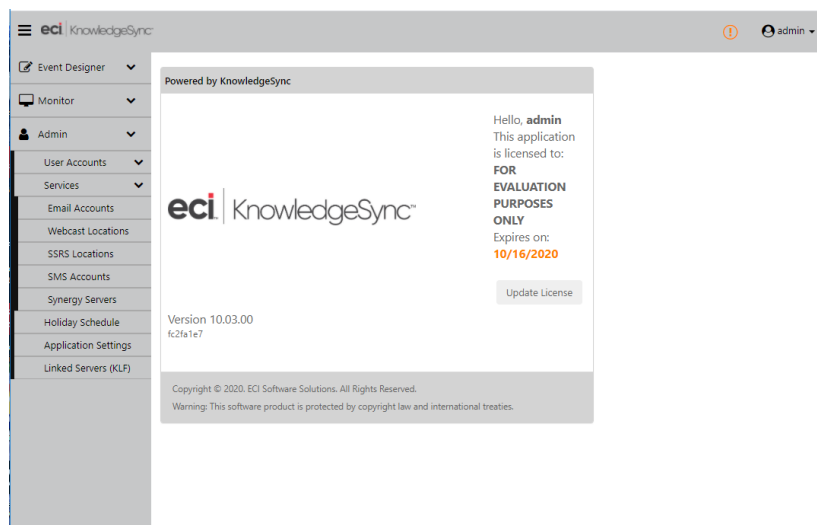 eci KnowledgeSync™
admin
Event Designer
Monitor
Admin
User Accounts
Services
Email Accounts
Webcast Locations
SSRS Locations
SMS Accounts
Synergy Servers
Holiday Schedule
Application Settings
Linked Servers (KLF)
Powered by KnowledgeSync
eci. KnowledgeSync™
Hello, admin
This application
is licensed to:
FOR
EVALUATION
PURPOSES
ONLY
Expires on:
10/16/2020
Update License
Version 10.03.00
fc2fa1e7
Copyright © 2020. ECI Software Solutions. All Rights Reserved.
Warning: This software product is protected by copyright law and international treaties.